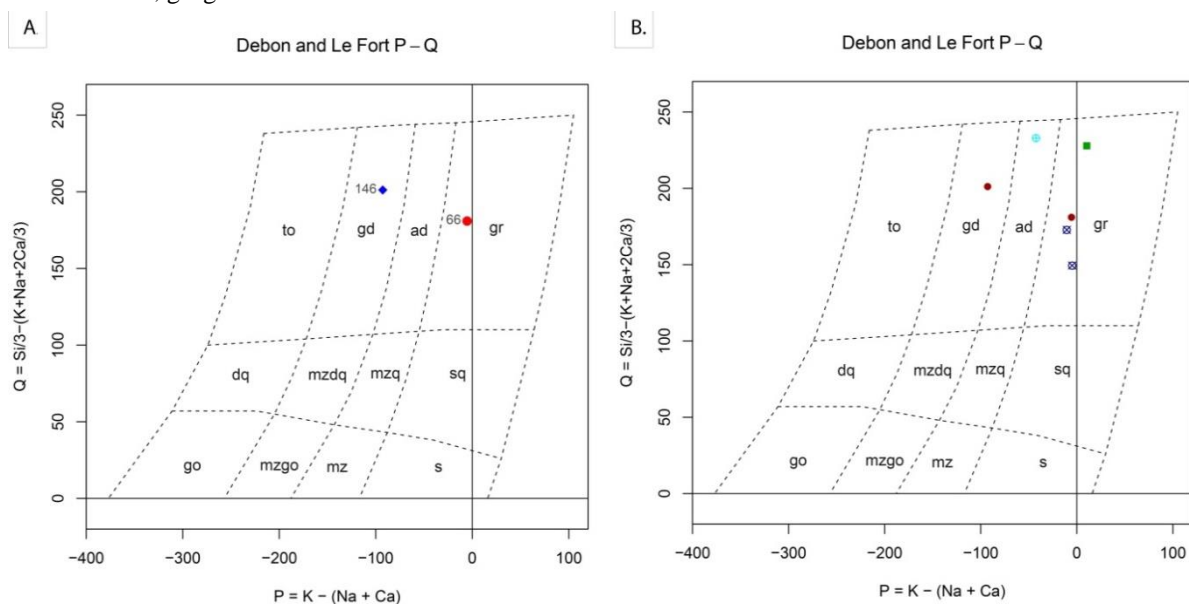 A.
Debon and Le Fort P – Q
Q = Si/3−(K+Na+2Ca/3)
250
200
150
100
50
0
146
66
to
gd
ad
gr
dq
mzdq
mzq
sq
go
mzgo
mz
s
−400
−300
−200
−100
0
100
P = K − (Na + Ca)
B.
Debon and Le Fort P – Q
Q = Si/3−(K+Na+2Ca/3)
250
200
150
100
50
0
to
gd
ad
gr
dq
mzdq
mzq
sq
go
mzgo
mz
s
−400
−300
−200
−100
0
100
P = K − (Na + Ca)